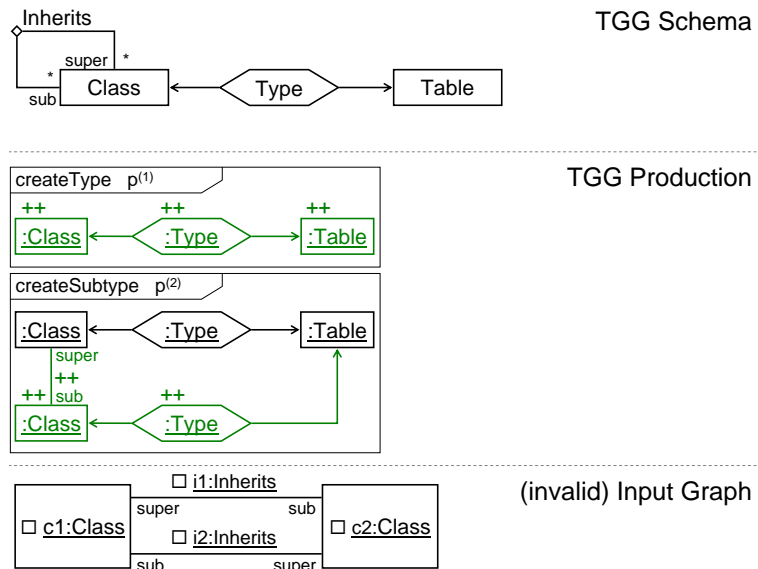 Inherits
TGG Schema
super *
*
sub
Class
Type
Table
TGG Production
createType p(1)
++ ++ ++
:Class :Type :Table
createSubtype p(2)
:Class :Type :Table
super
++
++ sub ++
:Class :Type
(invalid) Input Graph
□ i1:Inherits
super sub
□ c1:Class □ c2:Class
□ i2:Inherits
sub super